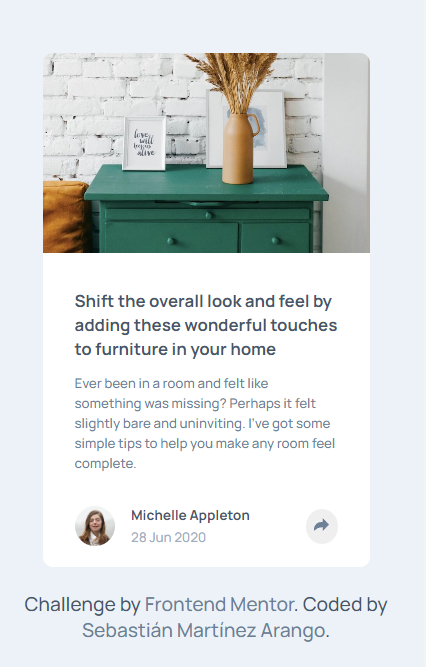 love
will
keep us
alive
Shift the overall look and feel by
adding these wonderful touches
to furniture in your home
Ever been in a room and felt like
something was missing? Perhaps it felt
slightly bare and uninviting. I've got some
simple tips to help you make any room feel
complete.
Michelle Appleton
28 Jun 2020
Challenge by Frontend Mentor. Coded by
Sebastián Martínez Arango.